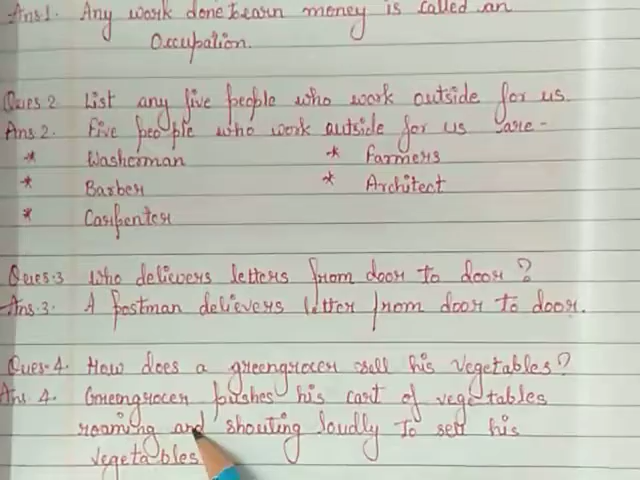 Ans 1. Any work done to earn money is called an
Occupation.
Ques 2 List any five people who work outside for us.
Ans 2. Five people who work outside for us are-
* Washerman * Farmers
* Barber * Architect
* Carpenter
Ques.3 Who delievers letters from door to door?
Ans.3. A postman delievers letter from door to door.
Ques.4. How does a greengrocer sell his vegetables?
Ans. 4. Greengrocer pushes his cart of vegetables
roaming and shouting loudly to sell his
vegetables